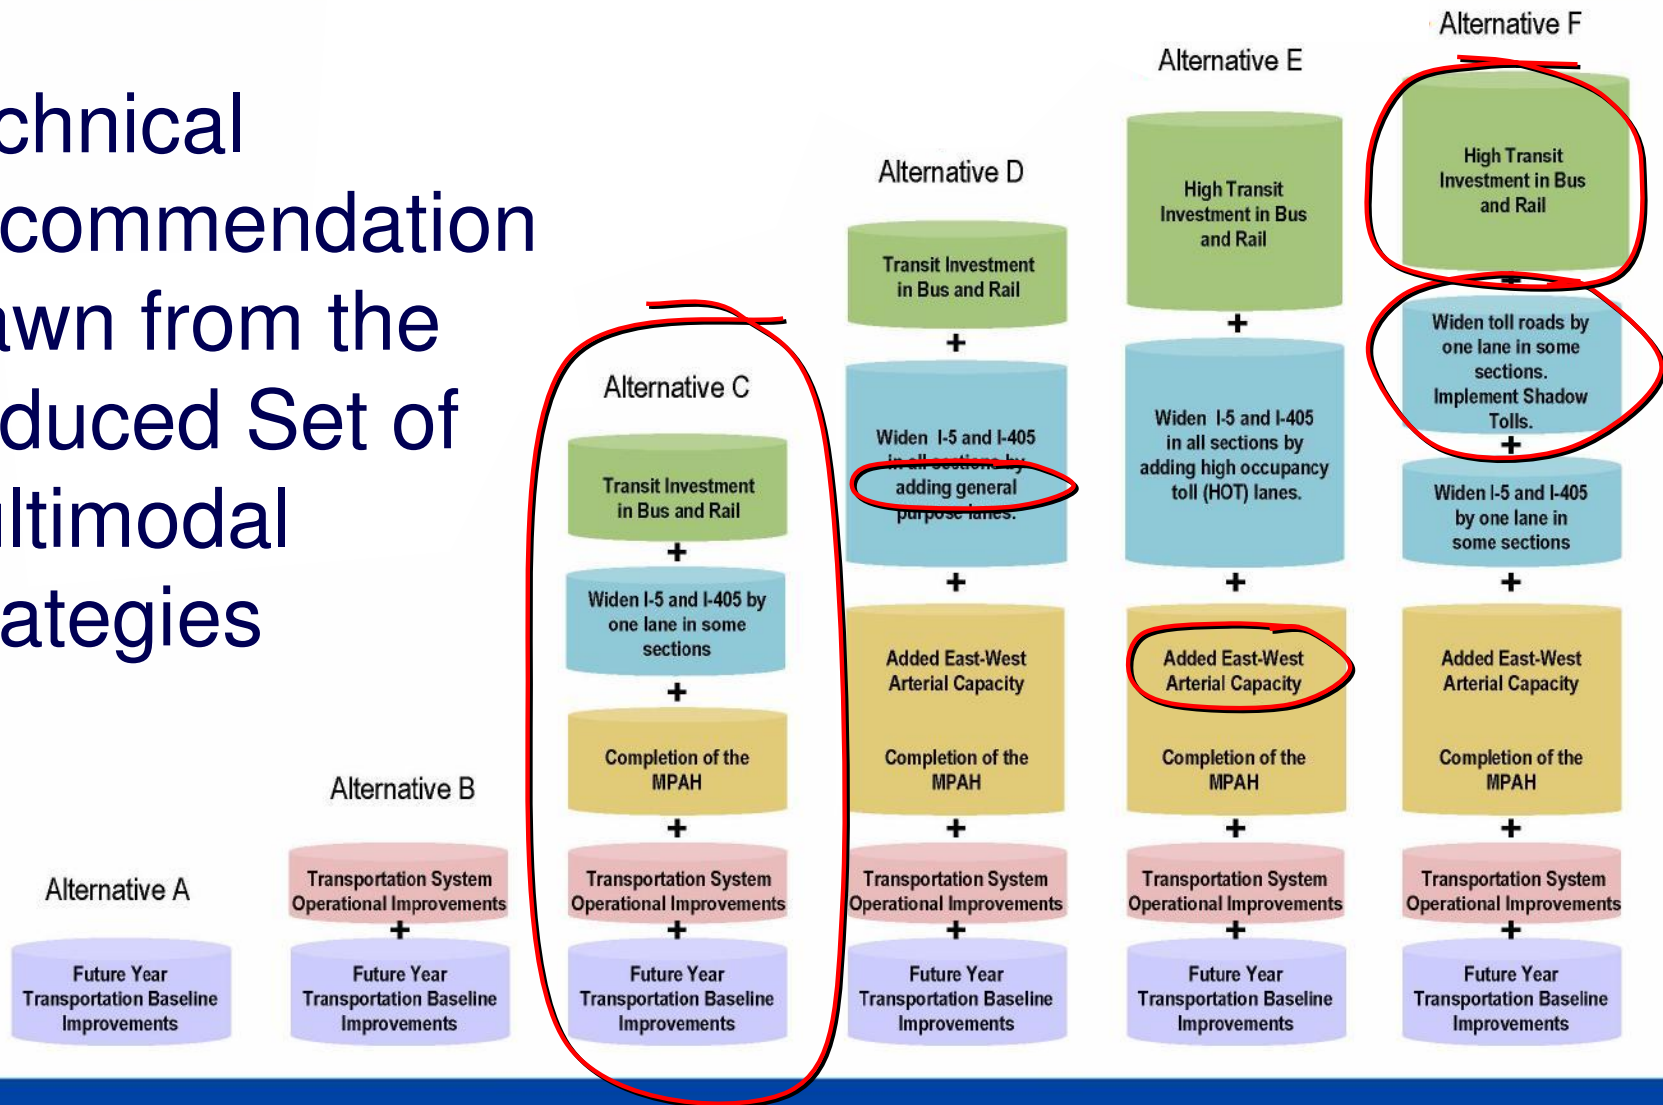 chnical
commendation
awn from the
duced Set of
ultimodal
rategies
Alternative A
Future Year
Transportation Baseline
Improvements
Alternative B
Transportation System
Operational Improvements
+
Future Year
Transportation Baseline
Improvements
Alternative C
Transit Investment
in Bus and Rail
+
Widen I-5 and I-405 by
one lane in some
sections
+
Completion of the
MPAH
+
Transportation System
Operational Improvements
+
Future Year
Transportation Baseline
Improvements
Alternative D
Transit Investment
in Bus and Rail
+
Widen I-5 and I-405
in all sections by
adding general
purpose lanes.
+
Added East-West
Arterial Capacity
Completion of the
MPAH
+
Transportation System
Operational Improvements
+
Future Year
Transportation Baseline
Improvements
Alternative E
High Transit
Investment in Bus
and Rail
+
Widen I-5 and I-405
in all sections by
adding high occupancy
toll (HOT) lanes.
+
Added East-West
Arterial Capacity
Completion of the
MPAH
+
Transportation System
Operational Improvements
+
Future Year
Transportation Baseline
Improvements
Alternative F
High Transit
Investment in Bus
and Rail
+
Widen toll roads by
one lane in some
sections.
Implement Shadow
Tolls.
+
Widen I-5 and I-405
by one lane in
some sections
+
Added East-West
Arterial Capacity
Completion of the
MPAH
+
Transportation System
Operational Improvements
+
Future Year
Transportation Baseline
Improvements